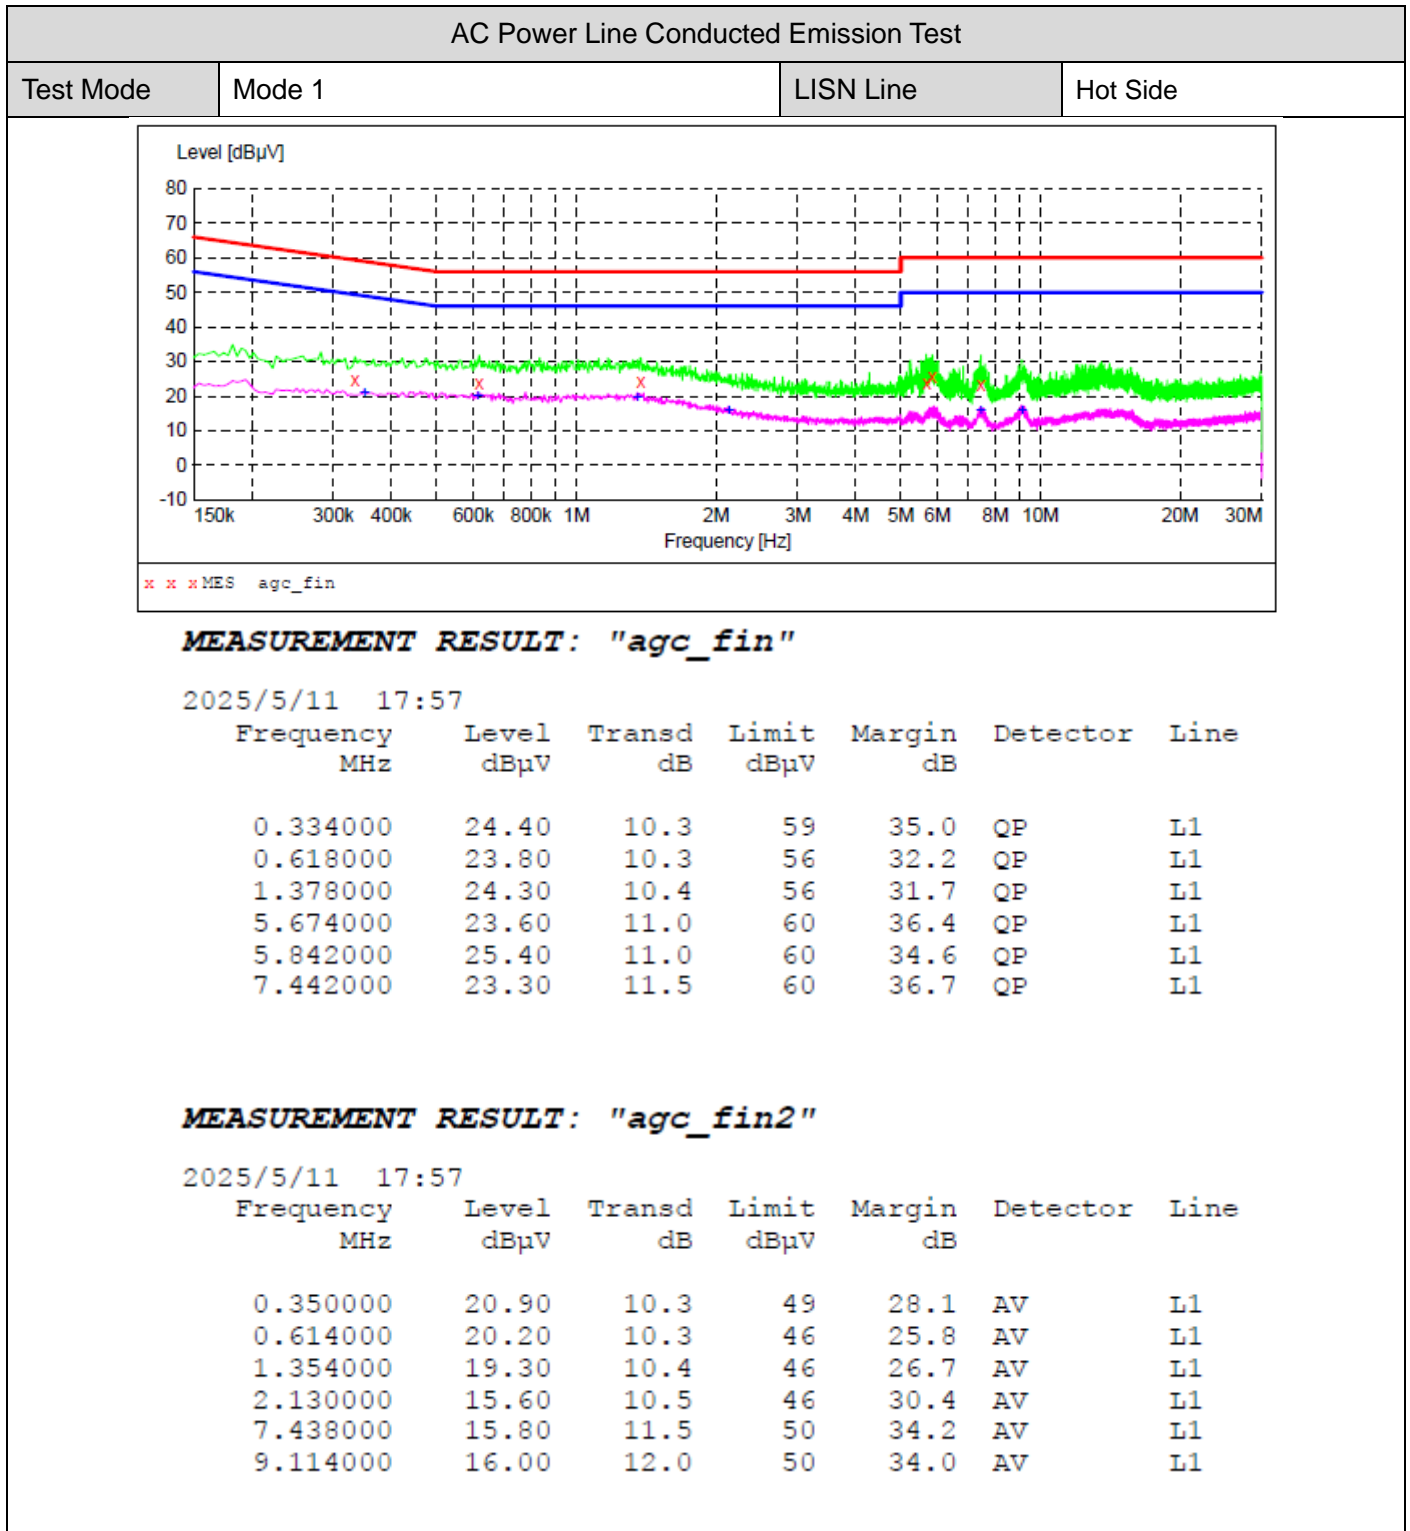 AC Power Line Conducted Emission Test
Test Mode Mode 1 LISN Line Hot Side
Level [dBµV]
80
70
60
50
40
30
20
10
0
-10
150k 300k 400k 600k 800k 1M 2M 3M 4M 5M 6M 8M 10M 20M 30M
Frequency [Hz]
x x x MES agc_fin
MEASUREMENT RESULT: "agc_fin"
2025/5/11 17:57
Frequency Level Transd Limit Margin Detector Line
MHz dBµV dB dBµV dB
0.334000 24.40 10.3 59 35.0 QP L1
0.618000 23.80 10.3 56 32.2 QP L1
1.378000 24.30 10.4 56 31.7 QP L1
5.674000 23.60 11.0 60 36.4 QP L1
5.842000 25.40 11.0 60 34.6 QP L1
7.442000 23.30 11.5 60 36.7 QP L1
MEASUREMENT RESULT: "agc_fin2"
2025/5/11 17:57
Frequency Level Transd Limit Margin Detector Line
MHz dBµV dB dBµV dB
0.350000 20.90 10.3 49 28.1 AV L1
0.614000 20.20 10.3 46 25.8 AV L1
1.354000 19.30 10.4 46 26.7 AV L1
2.130000 15.60 10.5 46 30.4 AV L1
7.438000 15.80 11.5 50 34.2 AV L1
9.114000 16.00 12.0 50 34.0 AV L1